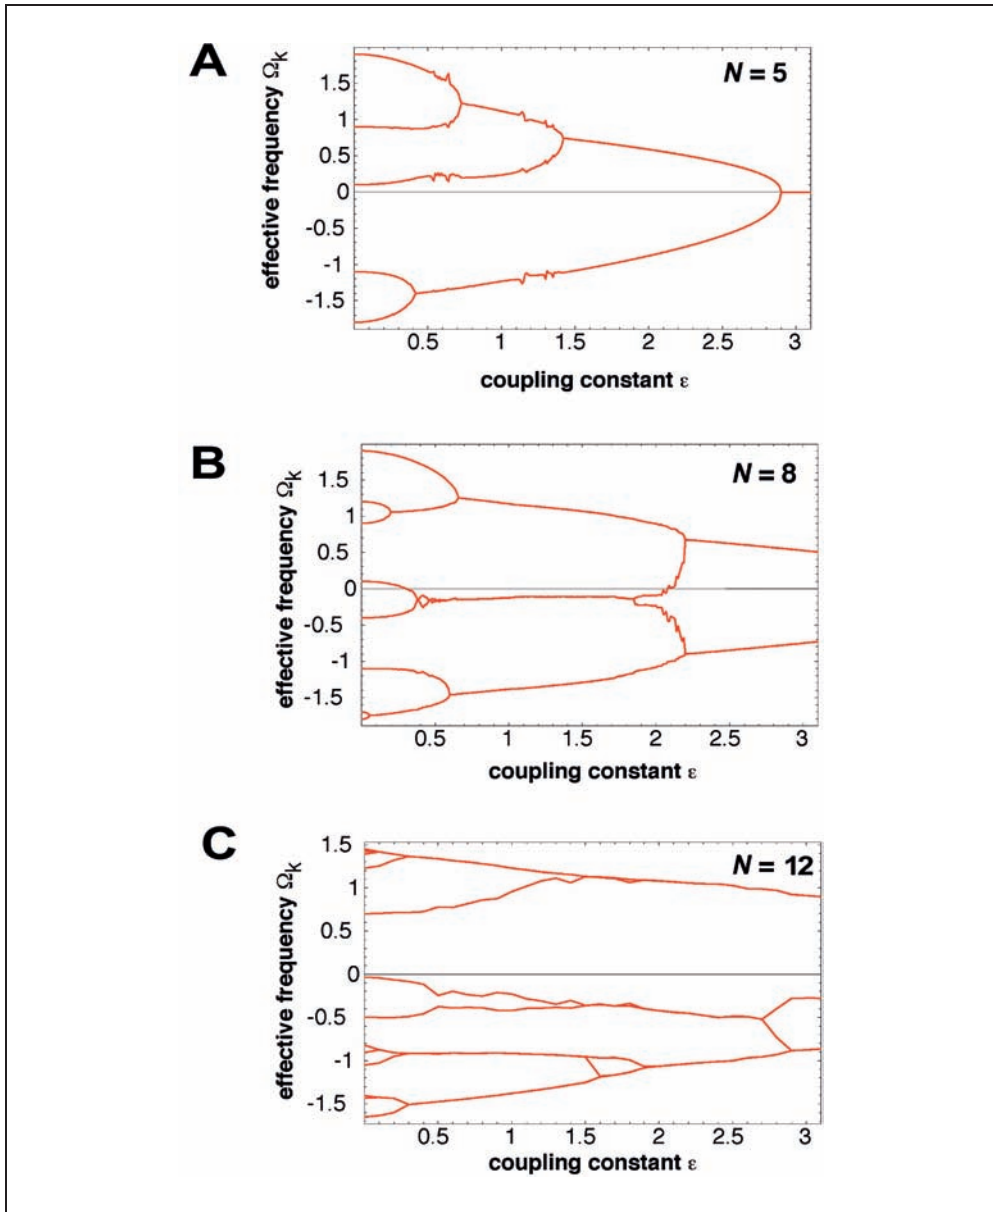 A
N = 5
effective frequency Ωk
1.5
1
0.5
0
-0.5
-1
-1.5
0.5 1 1.5 2 2.5 3
coupling constant ε
B
N = 8
effective frequency Ωk
1.5
1
0.5
0
-0.5
-1
-1.5
0.5 1 1.5 2 2.5 3
coupling constant ε
C
N = 12
effective frequency Ωk
1.5
1
0.5
0
-0.5
-1
-1.5
0.5 1 1.5 2 2.5 3
coupling constant ε